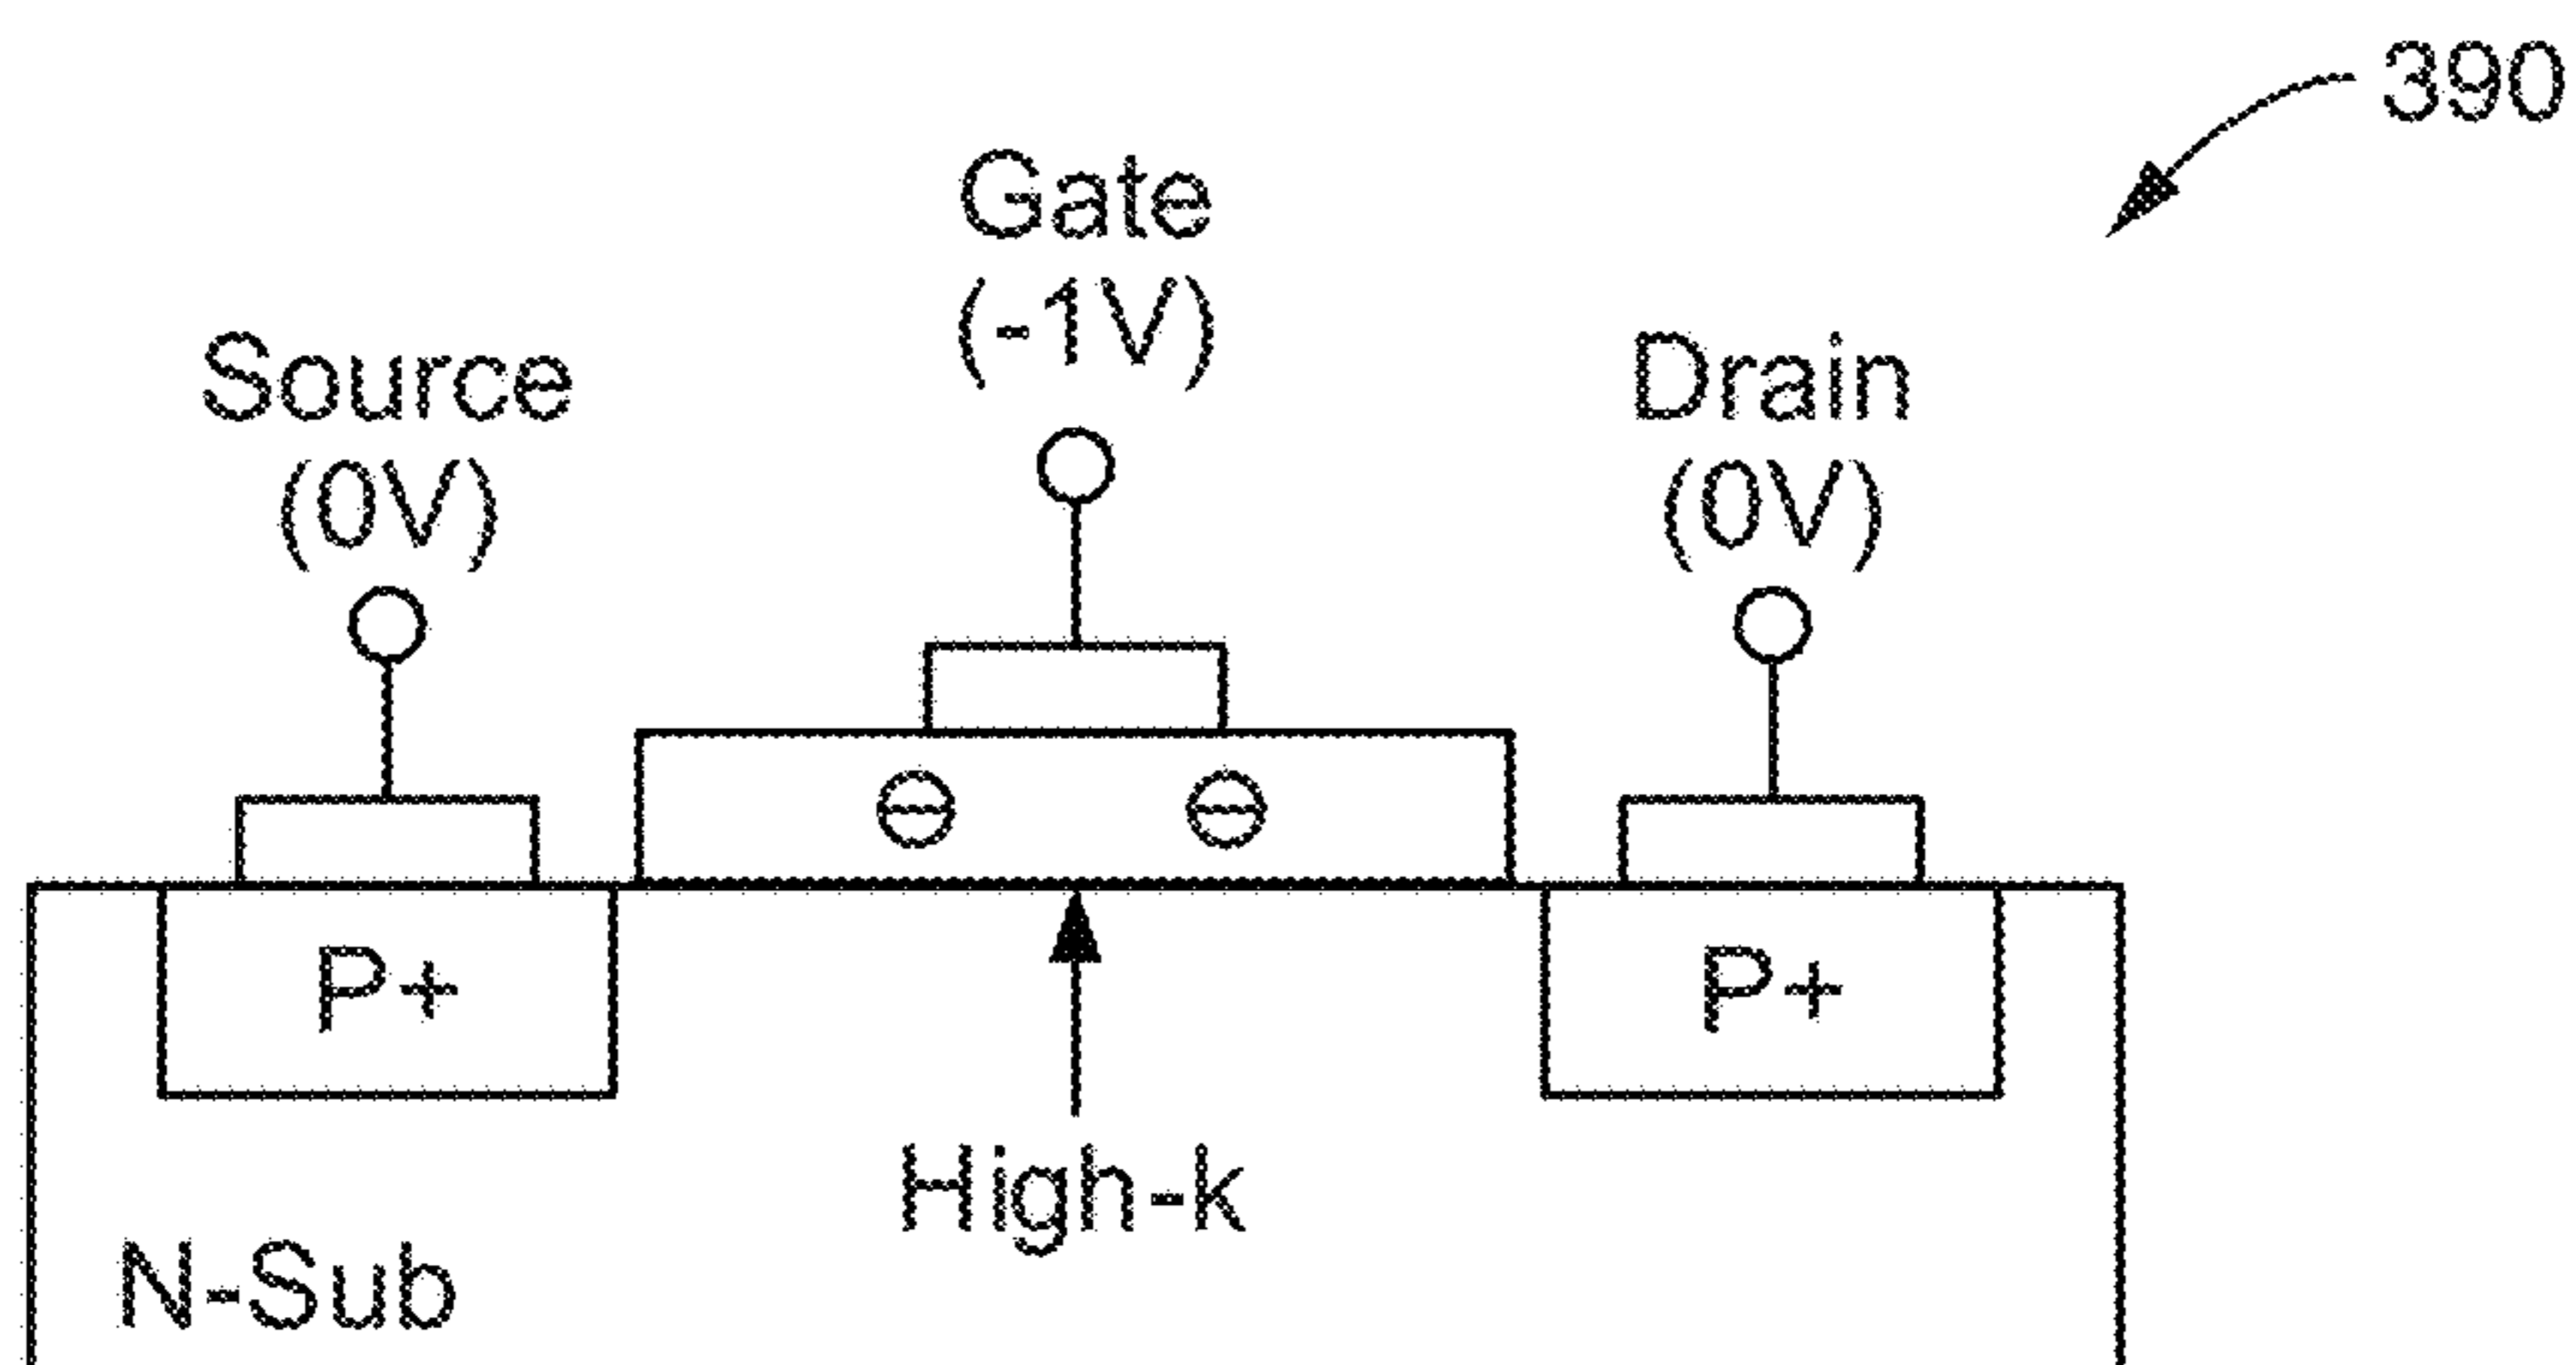 390
Gate
(-1V)
Source
(0V)
Drain
(0V)
P+
P+
High-k
N-Sub